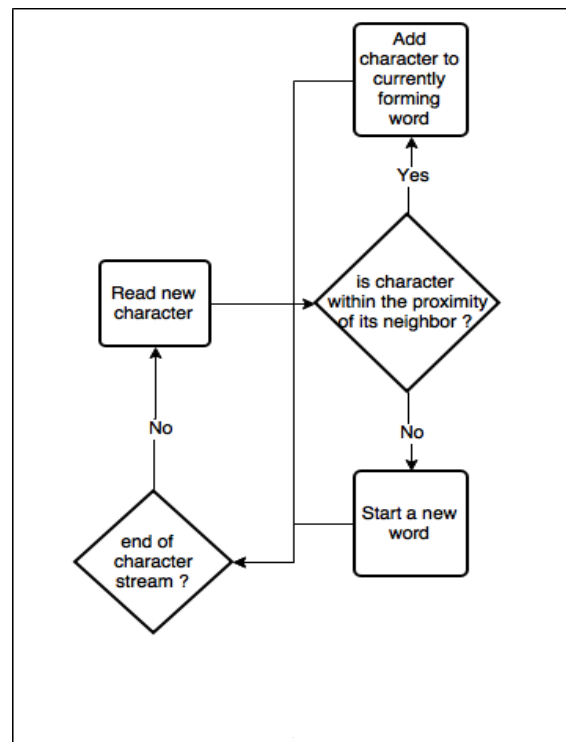 Add
character to
currently
forming
word
Yes
is character
within the proximity
of its neighbor ?
Read new
character
No
No
Start a new
word
end of
character
stream ?